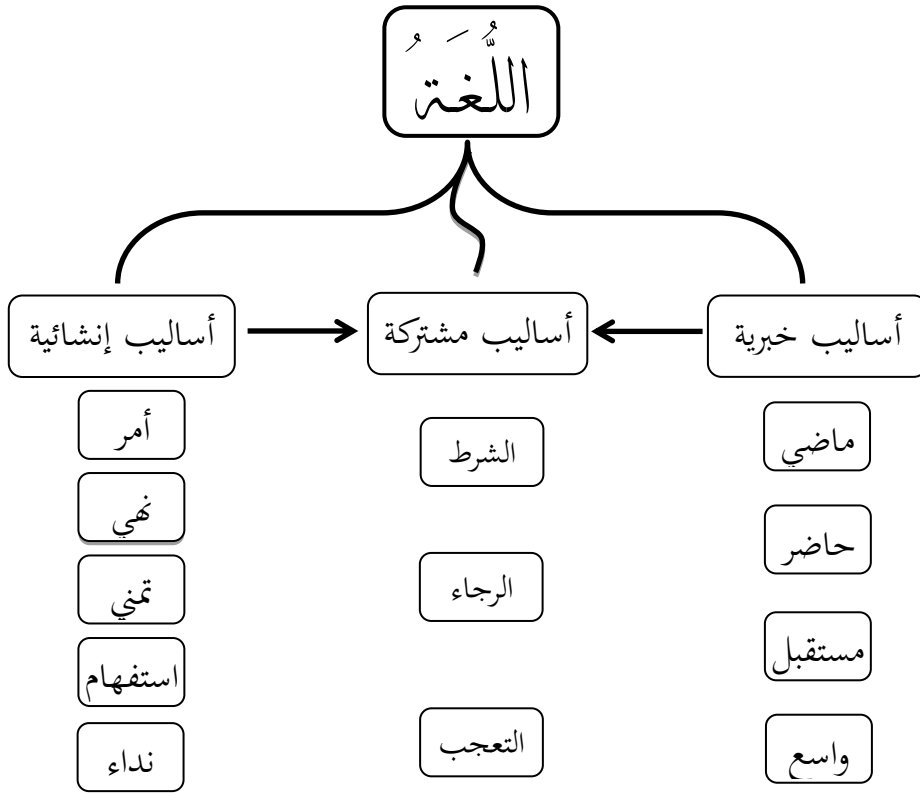 اللُّغَةُ
أساليب خبرية
أساليب مشتركة
أساليب إنشائية
ماضي
حاضر
مستقبل
واسع
الشرط
الرجاء
التعجب
أمر
نهي
تمني
استفهام
نداء